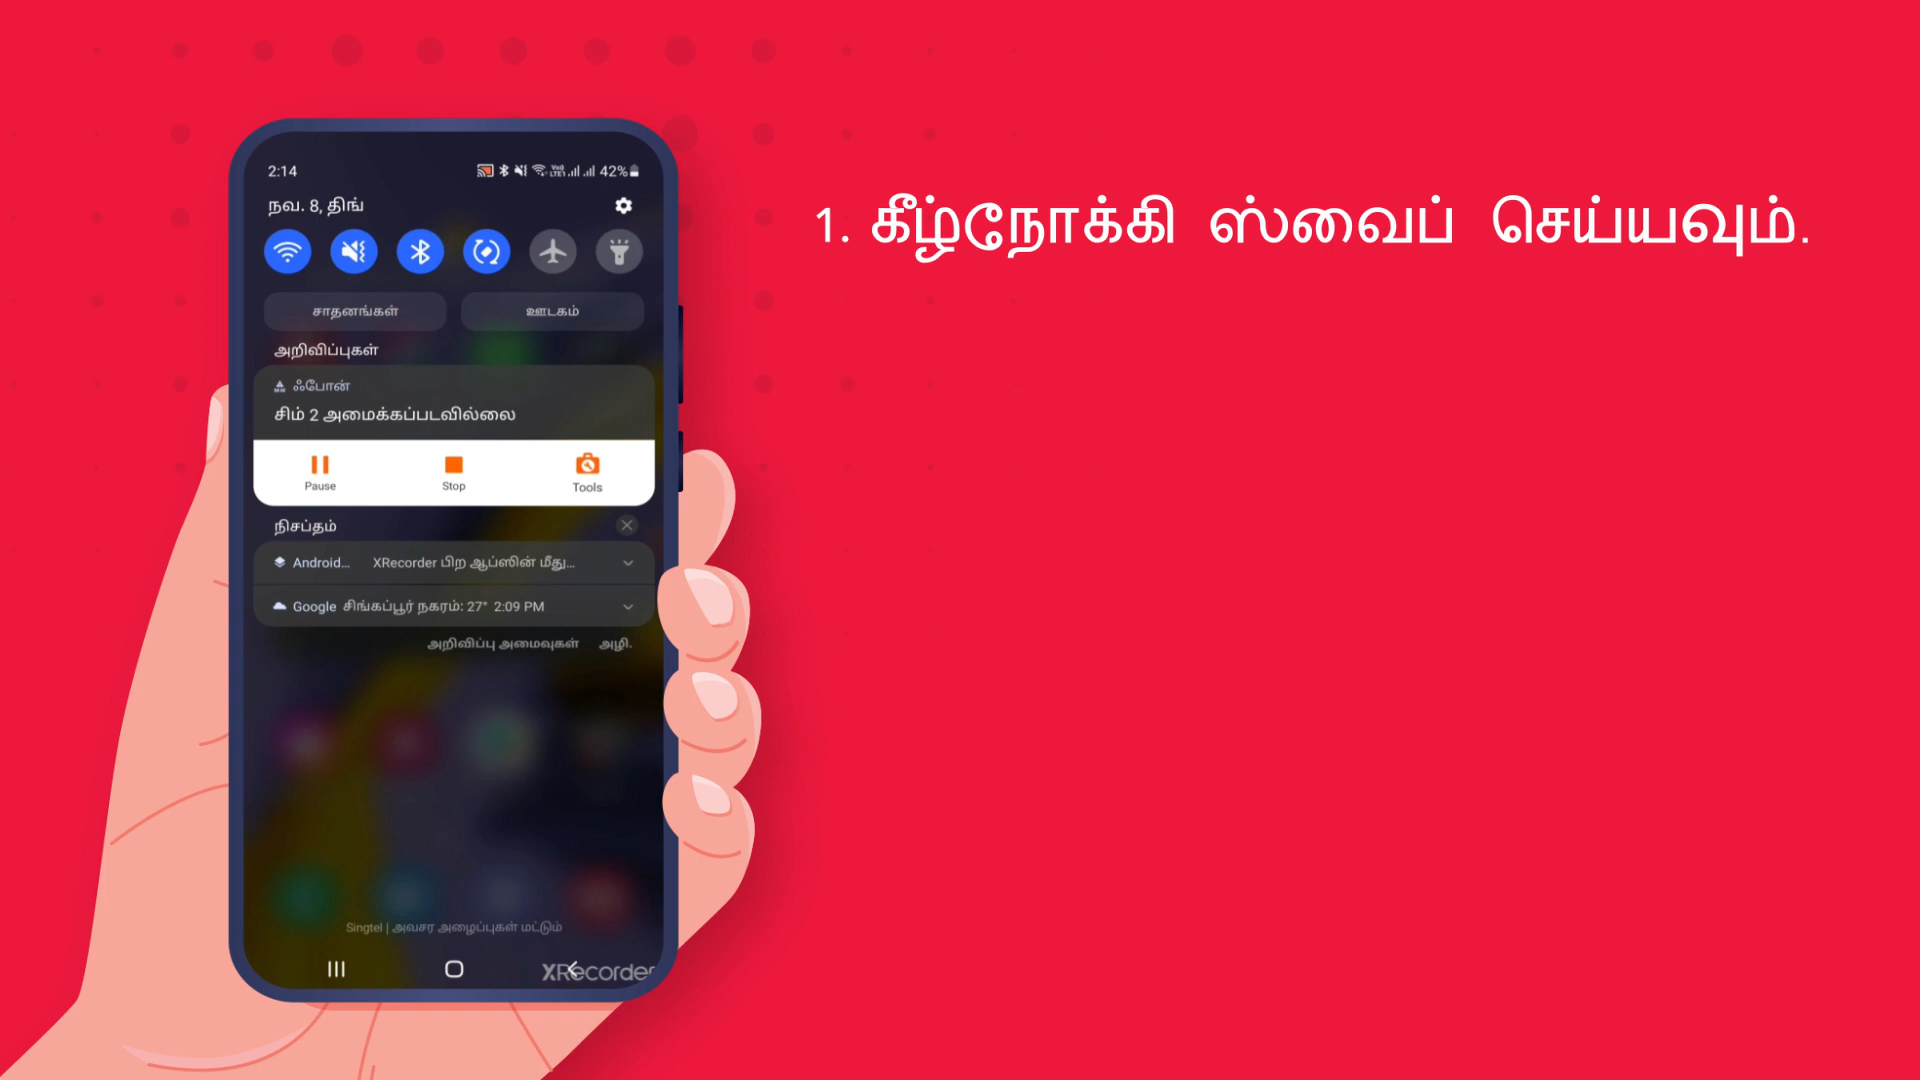 2:14 42%
நவ. 8, திங்
சாதனங்கள் ஊடகம்
அறிவிப்புகள்
ஃபோன்
சிம் 2 அமைக்கப்படவில்லை
Pause Stop Tools
நிசப்தம்
Android... XRecorder பிற ஆப்ஸின் மீது...
Google சிங்கப்பூர் நகரம்: 27° 2:09 PM
அறிவிப்பு அமைவுகள் அழி.
Singtel | அவசர அழைப்புகள் மட்டும்
XRecorder
1. கீழ்நோக்கி ஸ்வைப் செய்யவும்.